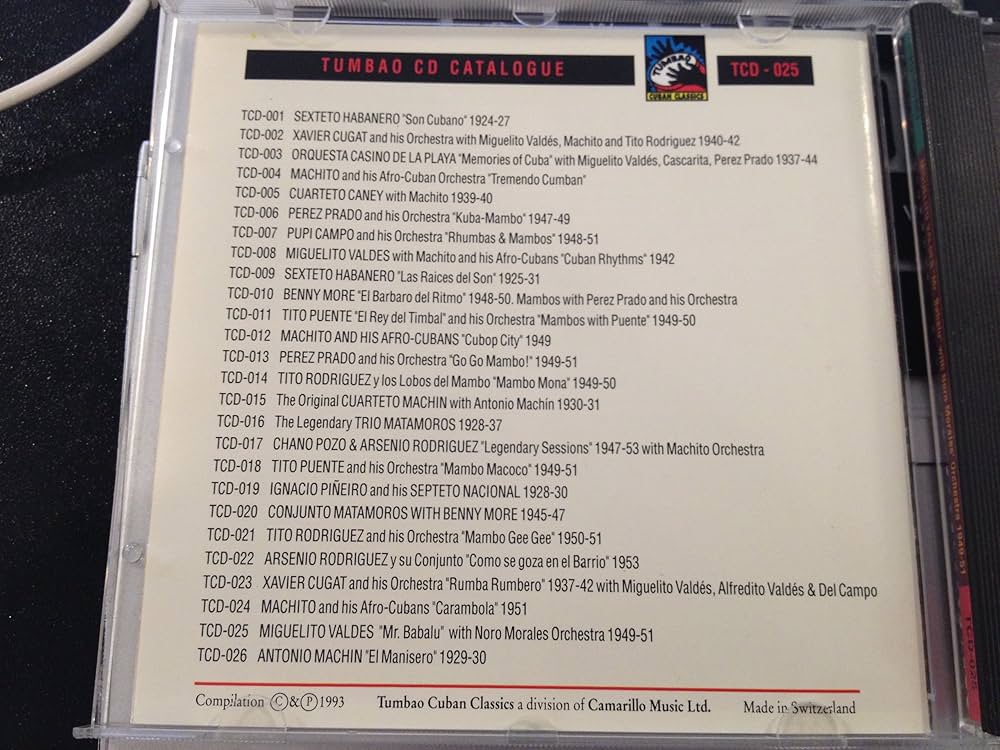 TUMBAO CD CATALOGUE
TUMBAO
CUBAN CLASSICS
TCD - 025
TCD-001 SEXTETO HABANERO "Son Cubano" 1924-27
TCD-002 XAVIER CUGAT and his Orchestra with Miguelito Valdés, Machito and Tito Rodriguez 1940-42
TCD-003 ORQUESTA CASINO DE LA PLAYA "Memories of Cuba" with Miguelito Valdés, Cascarita, Perez Prado 1937-44
TCD-004 MACHITO and his Afro-Cuban Orchestra "Tremendo Cumban"
TCD-005 CUARTETO CANEY with Machito 1939-40
TCD-006 PEREZ PRADO and his Orchestra "Kuba-Mambo" 1947-49
TCD-007 PUPI CAMPO and his Orchestra "Rhumbas & Mambos" 1948-51
TCD-008 MIGUELITO VALDES with Machito and his Afro-Cubans "Cuban Rhythms" 1942
TCD-009 SEXTETO HABANERO "Las Raices del Son" 1925-31
TCD-010 BENNY MORE "El Barbaro del Ritmo" 1948-50. Mambos with Perez Prado and his Orchestra
TCD-011 TITO PUENTE "El Rey del Timbal" and his Orchestra "Mambos with Puente" 1949-50
TCD-012 MACHITO AND HIS AFRO-CUBANS "Cubop City" 1949
TCD-013 PEREZ PRADO and his Orchestra "Go Go Mambo!" 1949-51
TCD-014 TITO RODRIGUEZ y los Lobos del Mambo "Mambo Mona" 1949-50
TCD-015 The Original CUARTETO MACHIN with Antonio Machín 1930-31
TCD-016 The Legendary TRIO MATAMOROS 1928-37
TCD-017 CHANO POZO & ARSENIO RODRIGUEZ "Legendary Sessions" 1947-53 with Machito Orchestra
TCD-018 TITO PUENTE and his Orchestra "Mambo Macoco" 1949-51
TCD-019 IGNACIO PIÑEIRO and his SEPTETO NACIONAL 1928-30
TCD-020 CONJUNTO MATAMOROS WITH BENNY MORE 1945-47
TCD-021 TITO RODRIGUEZ and his Orchestra "Mambo Gee Gee" 1950-51
TCD-022 ARSENIO RODRIGUEZ y su Conjunto "Como se goza en el Barrio" 1953
TCD-023 XAVIER CUGAT and his Orchestra "Rumba Rumbero" 1937-42 with Miguelito Valdés, Alfredito Valdés & Del Campo
TCD-024 MACHITO and his Afro-Cubans "Carambola" 1951
TCD-025 MIGUELITO VALDES "Mr. Babalu" with Noro Morales Orchestra 1949-51
TCD-026 ANTONIO MACHIN "El Manisero" 1929-30
Compilation ©&℗1993 Tumbao Cuban Classics a division of Camarillo Music Ltd. Made in Switzerland